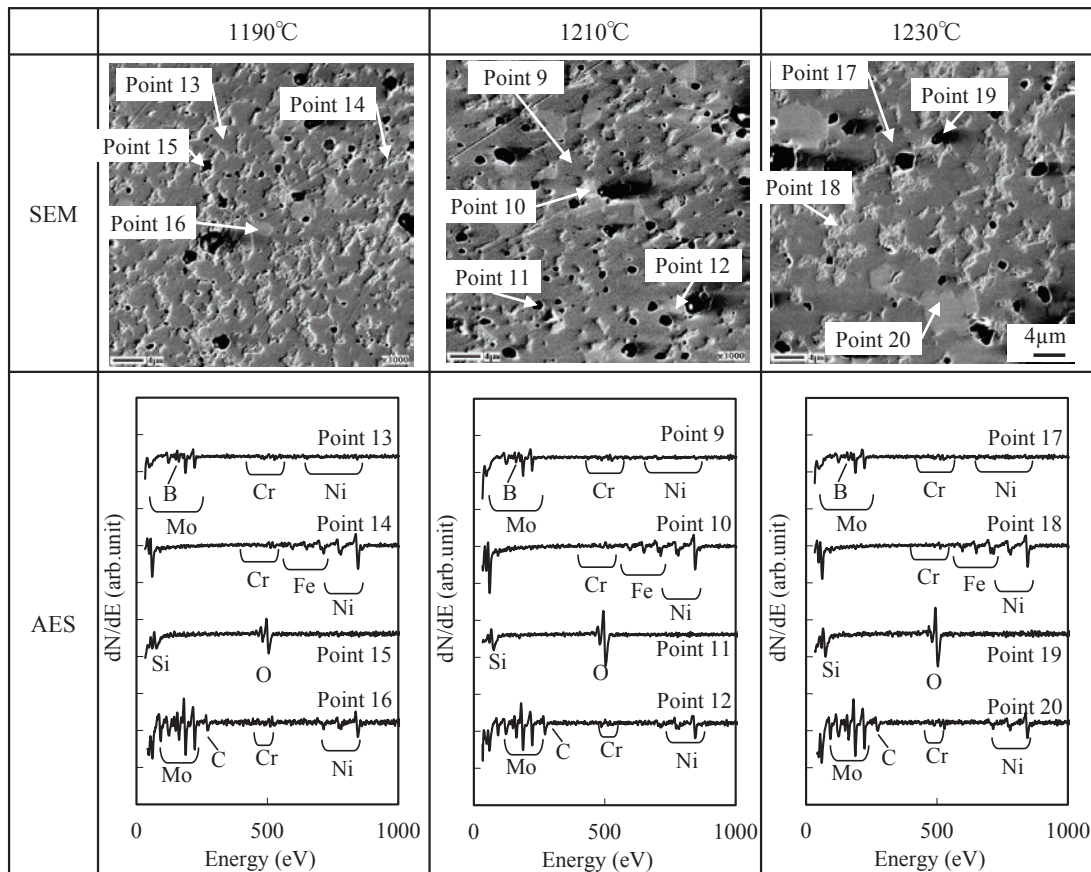 1190℃
1210℃
1230℃
SEM
Point 13
Point 14
Point 15
Point 16
4μm
x3000
Point 9
Point 10
Point 11
Point 12
4μm
x3000
Point 17
Point 19
Point 18
Point 20
4μm
4μm
AES
dN/dE (arb.unit)
Point 13
B
Cr
Ni
Mo
Point 14
Cr
Fe
Ni
Si
O
Point 15
Point 16
Mo
C
Cr
Ni
0
500
1000
Energy (eV)
dN/dE (arb.unit)
Point 9
B
Cr
Ni
Mo
Point 10
Cr
Fe
Ni
Si
O
Point 11
Point 12
Mo
C
Cr
Ni
0
500
1000
Energy (eV)
dN/dE (arb.unit)
Point 17
B
Cr
Ni
Mo
Point 18
Cr
Fe
Ni
Si
O
Point 19
Point 20
Mo
C
Cr
Ni
0
500
1000
Energy (eV)